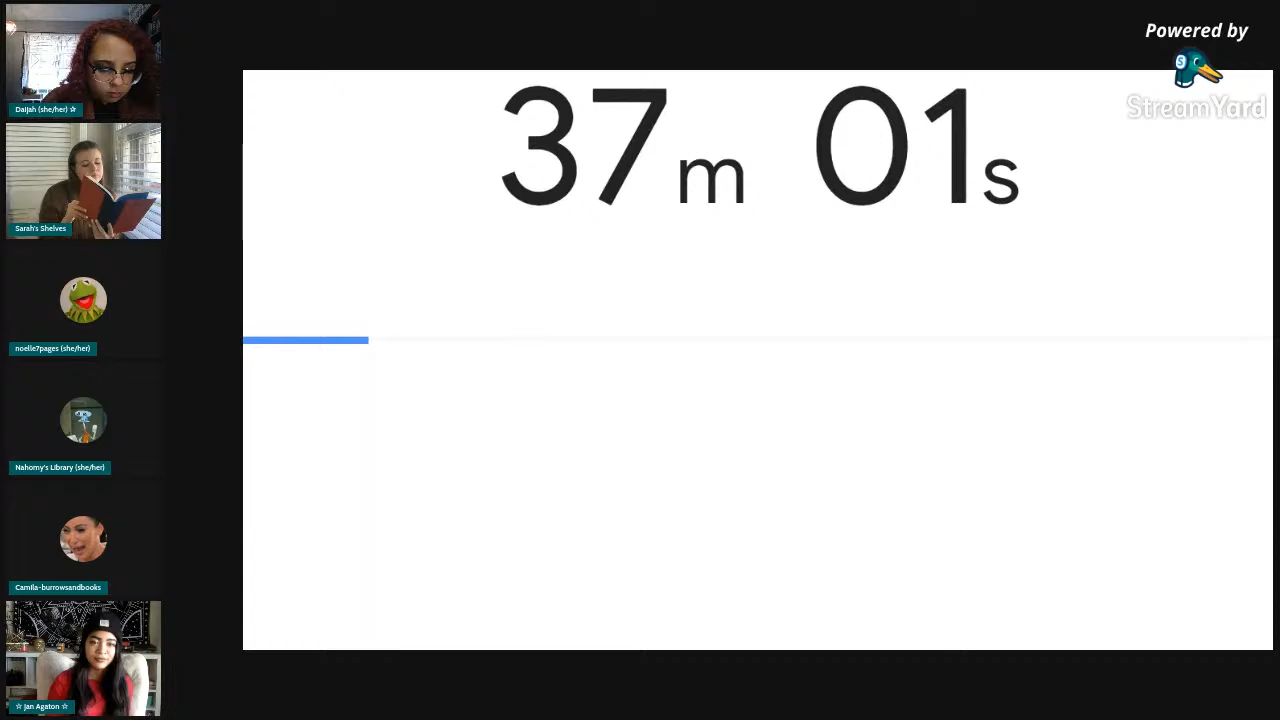 Powered by
StreamYard
37m 01s
Daijah (she/her) ☆
Sarah's Shelves
noelle7pages (she/her)
Nahomy's Library (she/her)
Camila-burrowsandbooks
☆ Jan Agaton ☆